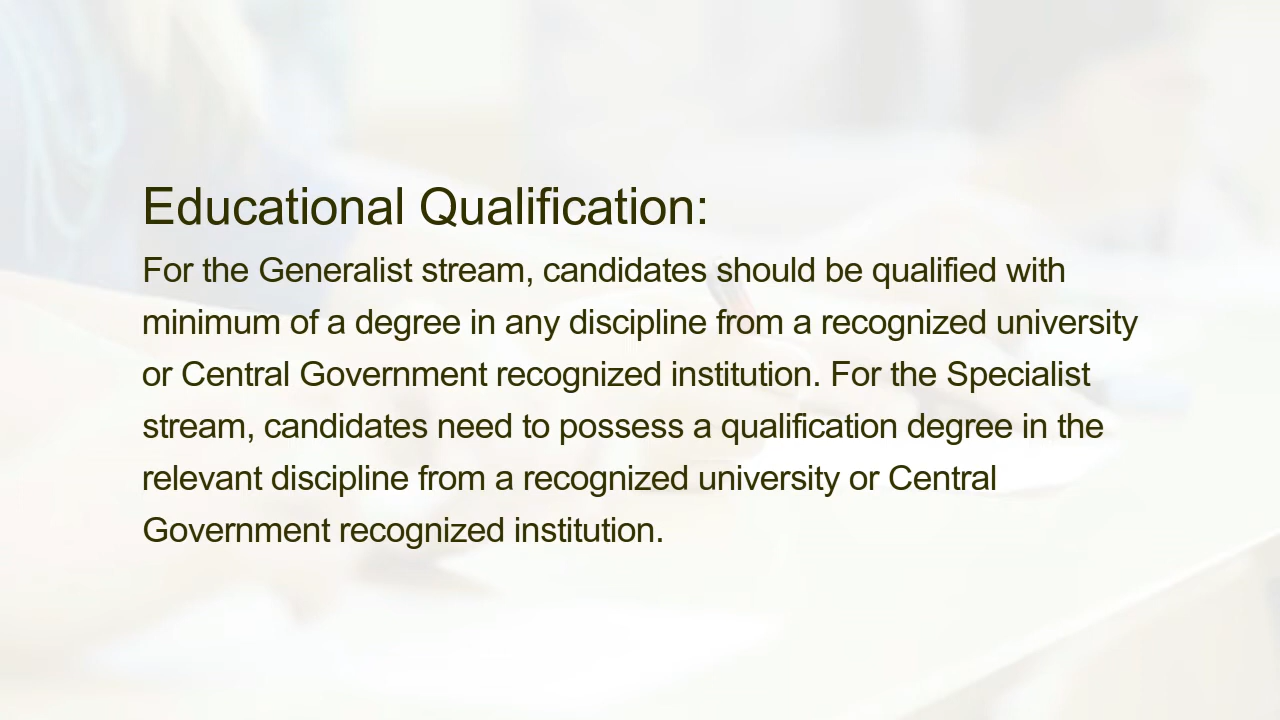 Educational Qualification:
For the Generalist stream, candidates should be qualified with
minimum of a degree in any discipline from a recognized university
or Central Government recognized institution. For the Specialist
stream, candidates need to possess a qualification degree in the
relevant discipline from a recognized university or Central
Government recognized institution.